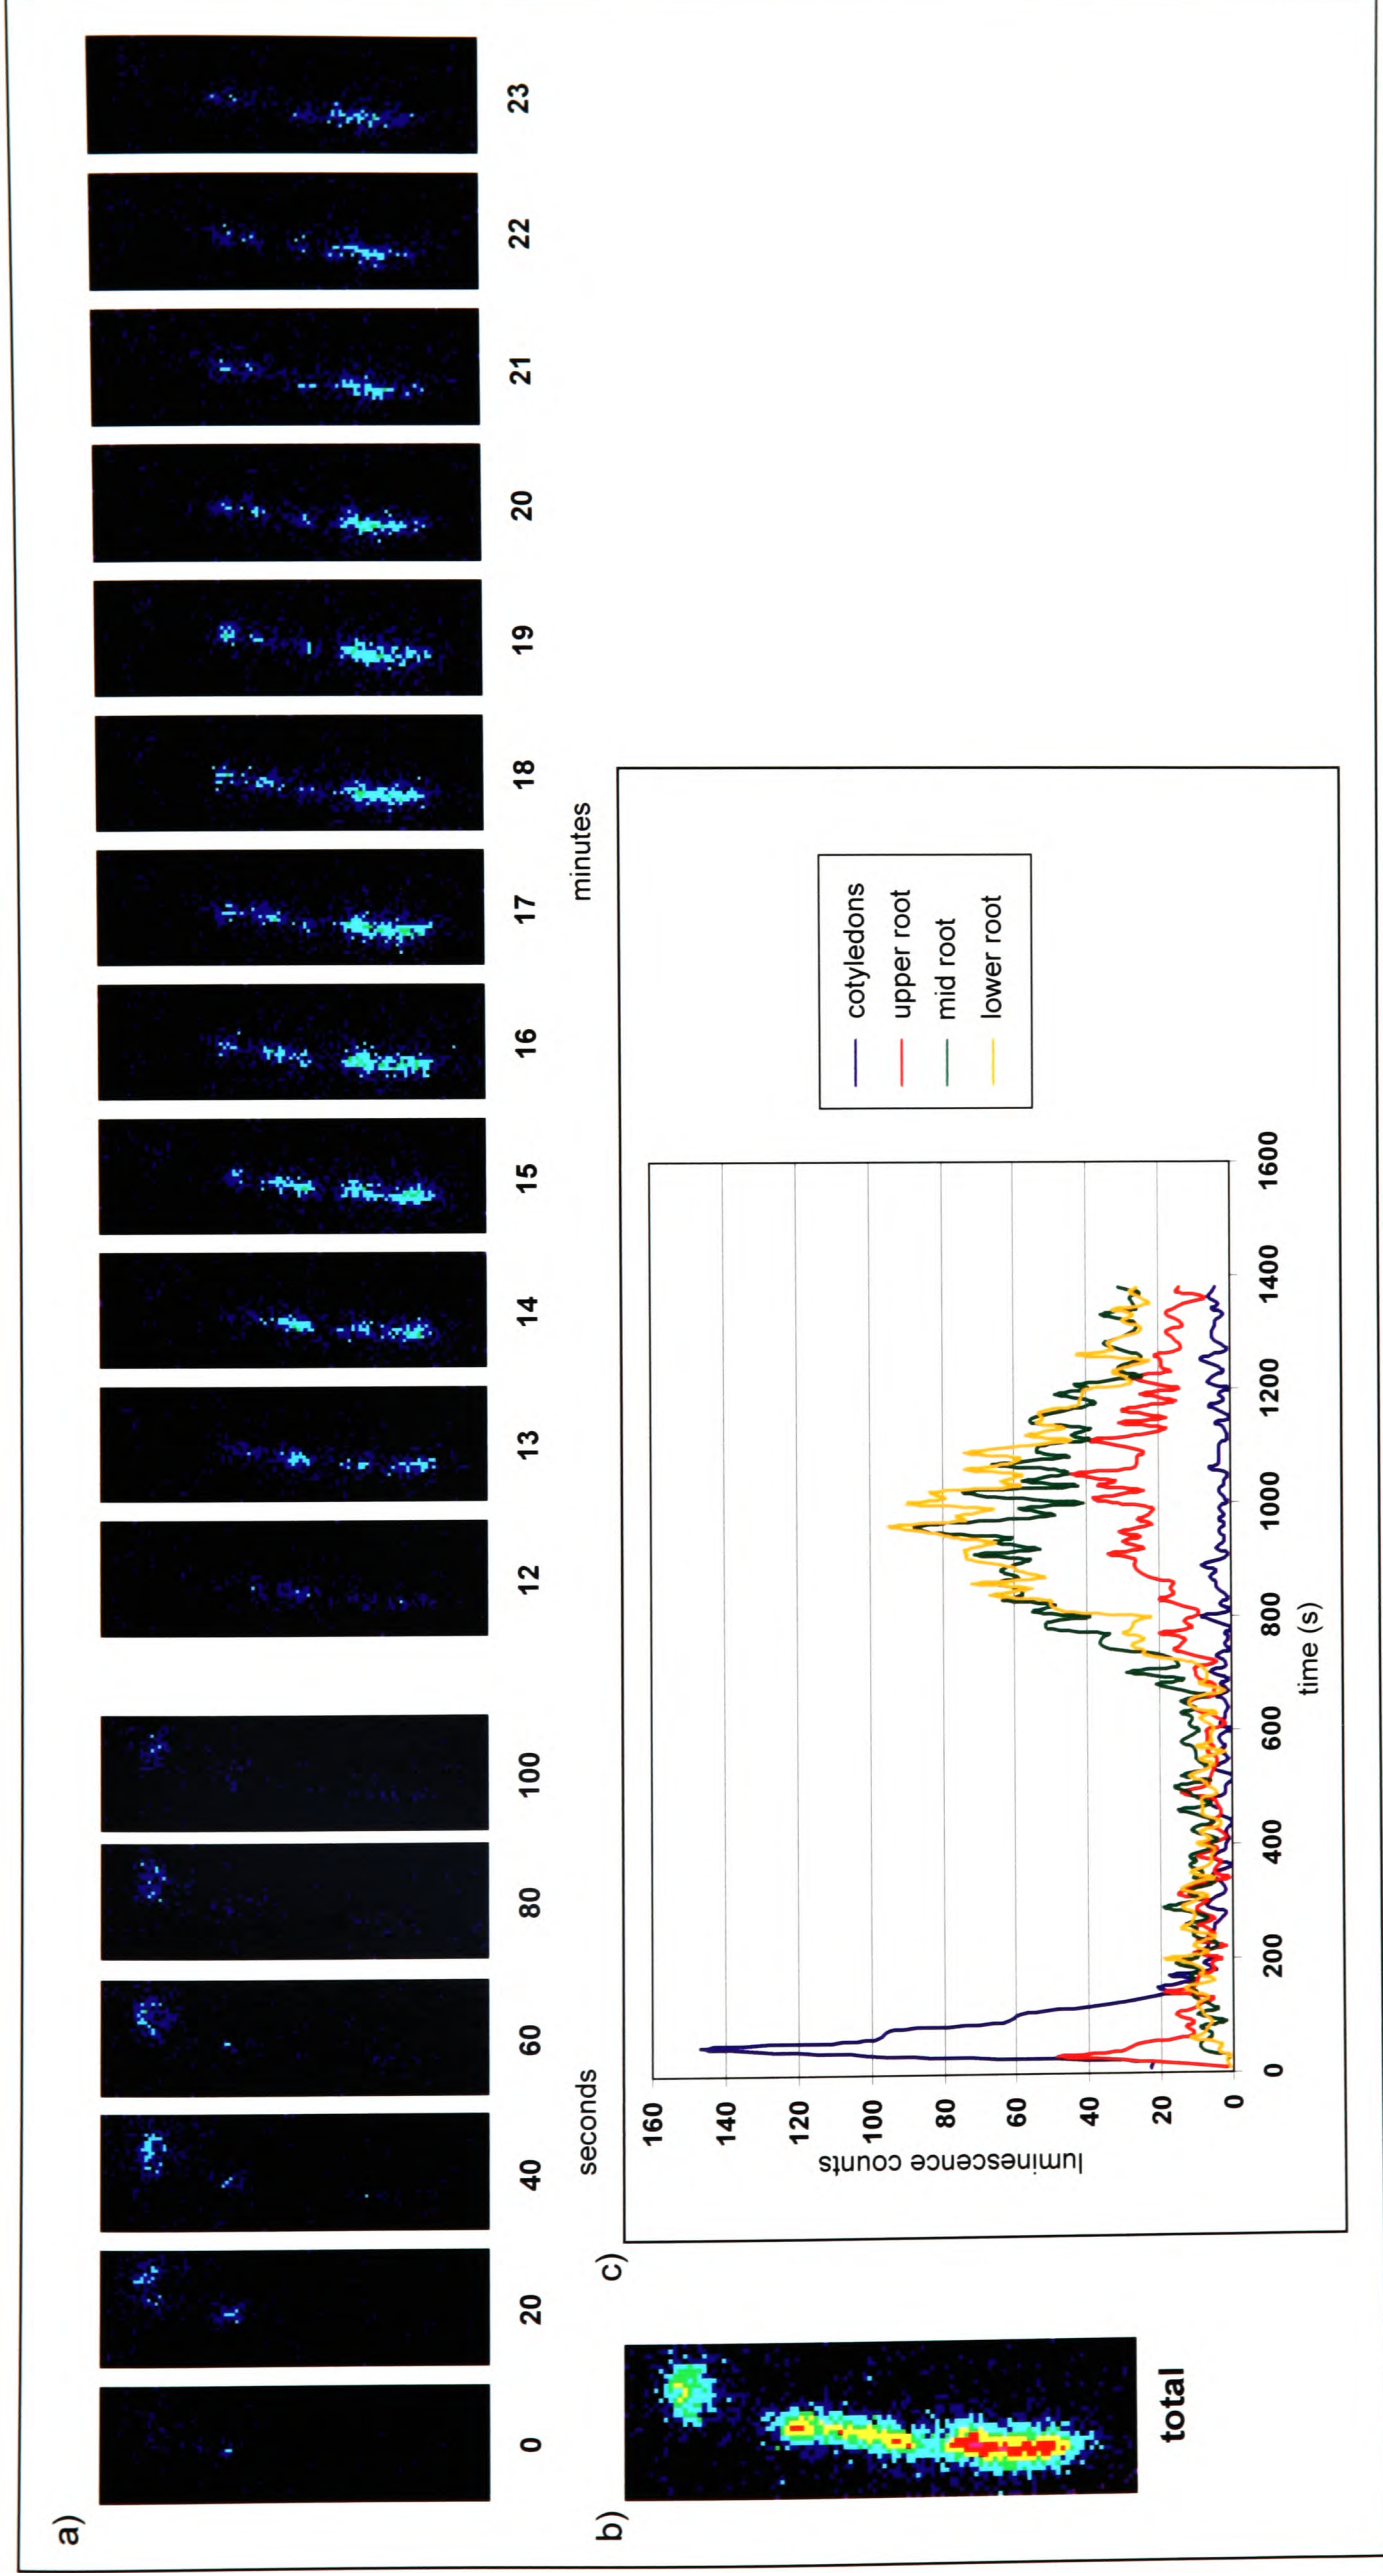 a)
0 20 40 60 80 100 12 13 14 15 16 17 18 19 20 21 22 23
seconds minutes
b)
total
c)
luminescence counts
160
140
120
100
80
60
40
20
0
0 200 400 600 800 1000 1200 1400 1600
time (s)
cotyledons
upper root
mid root
lower root